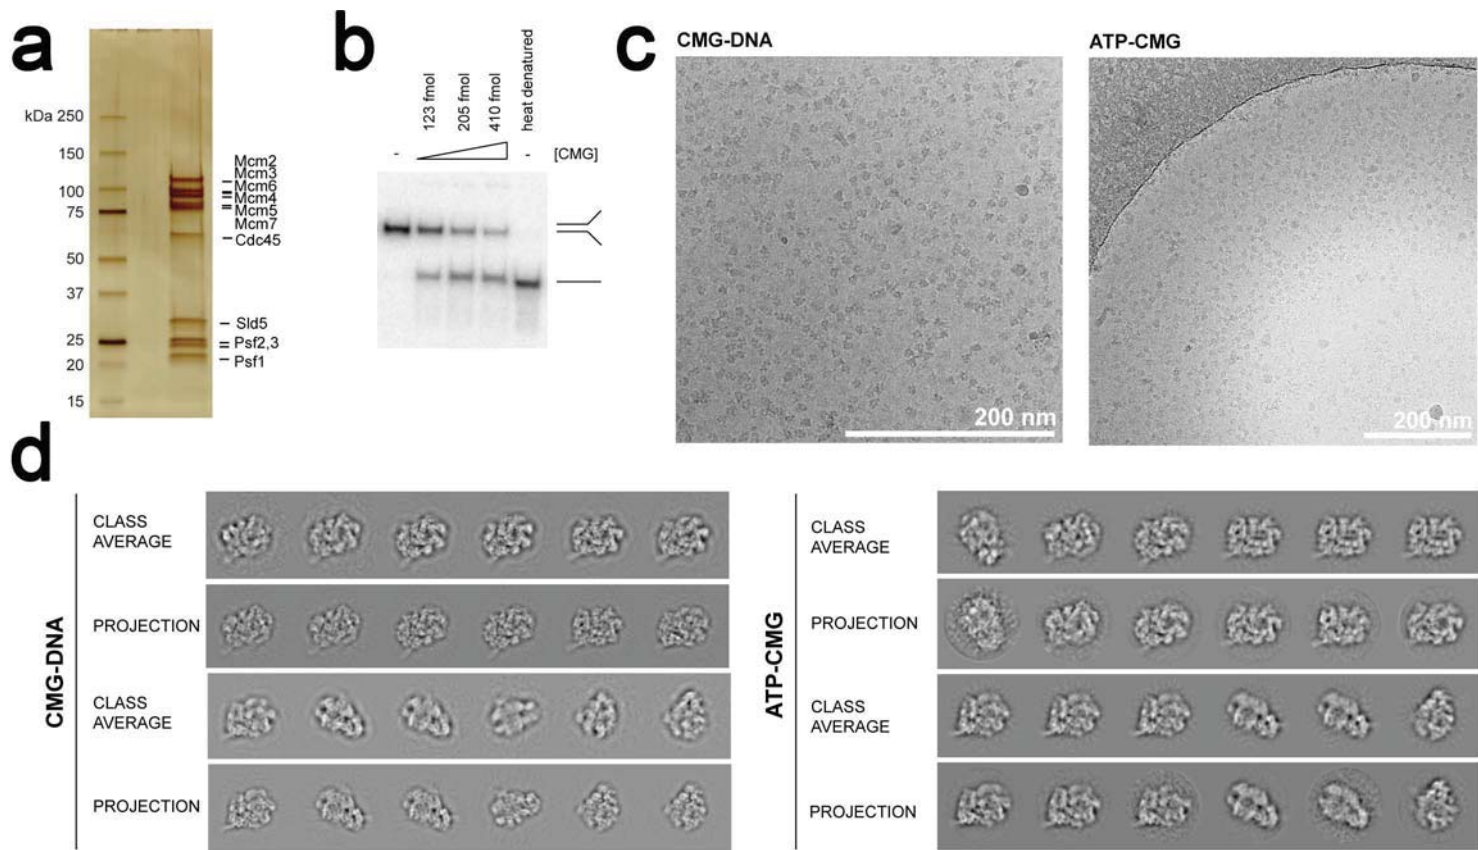 a
kDa 250
150
100
75
50
37
25
20
15
Mcm2
Mcm3
Mcm6
Mcm4
Mcm5
Mcm7
Cdc45
Sld5
Psf2,3
Psf1
b
123 fmol
205 fmol
410 fmol
heat denatured
-
-
[CMG]
c
CMG-DNA
200 nm
ATP-CMG
200 nm
d
CMG-DNA
CLASS
AVERAGE
PROJECTION
CLASS
AVERAGE
PROJECTION
ATP-CMG
CLASS
AVERAGE
PROJECTION
CLASS
AVERAGE
PROJECTION